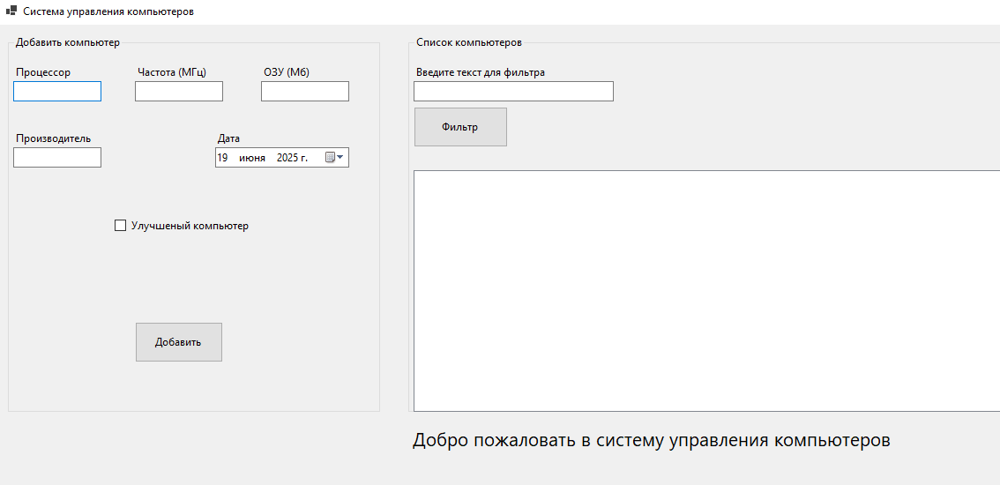 Система управления компьютеров
Добавить компьютер
Процессор
Частота (МГц)
ОЗУ (Мб)
Производитель
Дата
19 июня 2025 г.
Улучшеный компьютер
Добавить
Список компьютеров
Введите текст для фильтра
Фильтр
Добро пожаловать в систему управления компьютеров